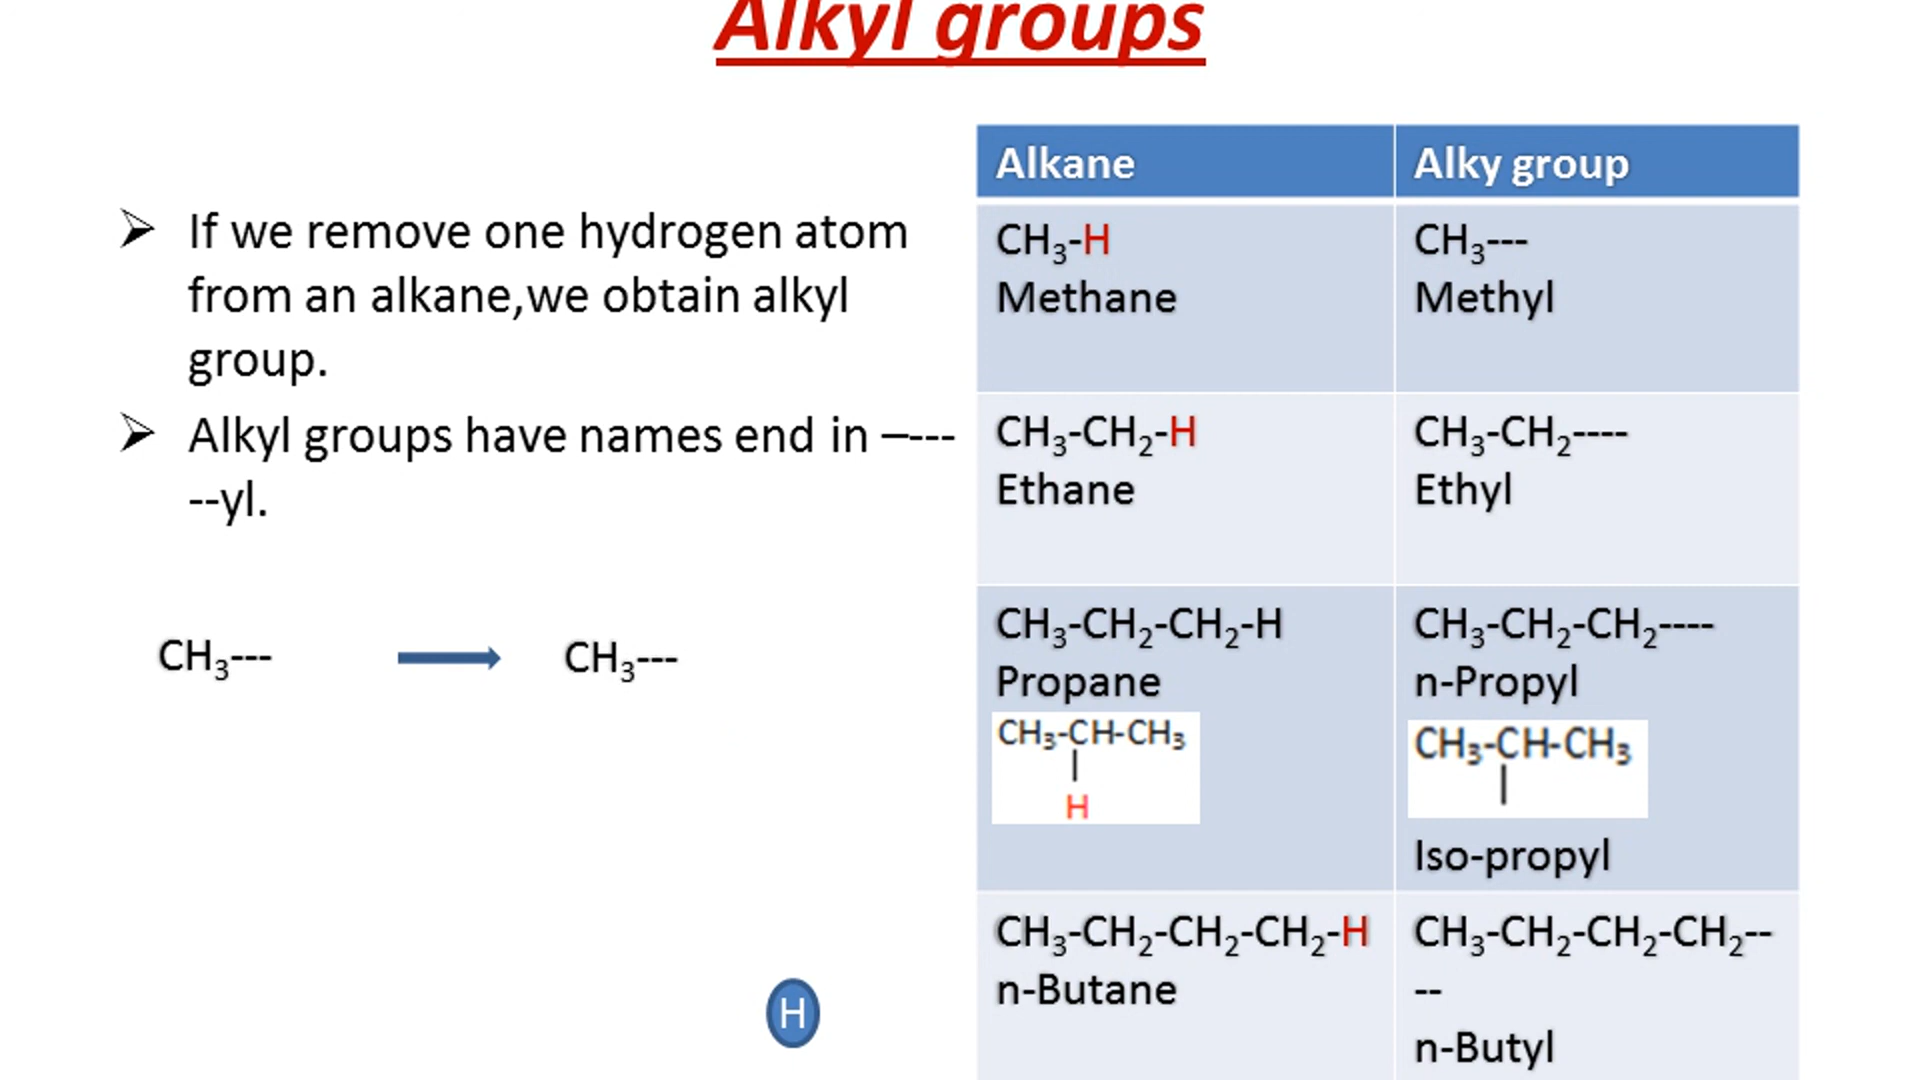 Alkyl groups
➢ If we remove one hydrogen atom
from an alkane,we obtain alkyl
group.
➢ Alkyl groups have names end in –---
--yl.
CH₃---
CH₃---
H
Alkane
Alky group
CH₃-H
Methane
CH₃---
Methyl
CH₃-CH₂-H
Ethane
CH₃-CH₂----
Ethyl
CH₃-CH₂-CH₂-H
Propane
CH₃-CH-CH₃
|
H
CH₃-CH₂-CH₂----
n-Propyl
CH₃-CH-CH₃
|
Iso-propyl
CH₃-CH₂-CH₂-CH₂-H
n-Butane
CH₃-CH₂-CH₂-CH₂--
--
n-Butyl